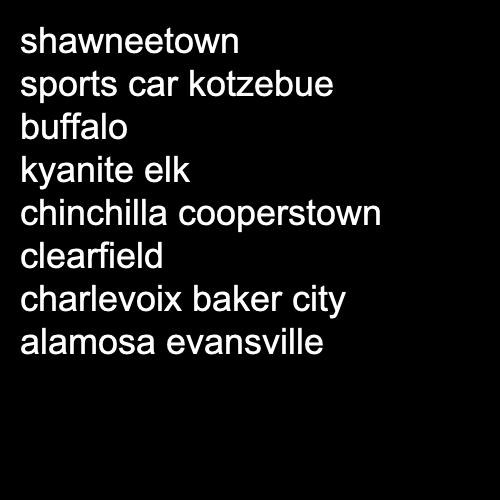 shawneetown
sports car kotzebue
buffalo
kyanite elk
chinchilla cooperstown
clearfield
charlevoix baker city
alamosa evansville